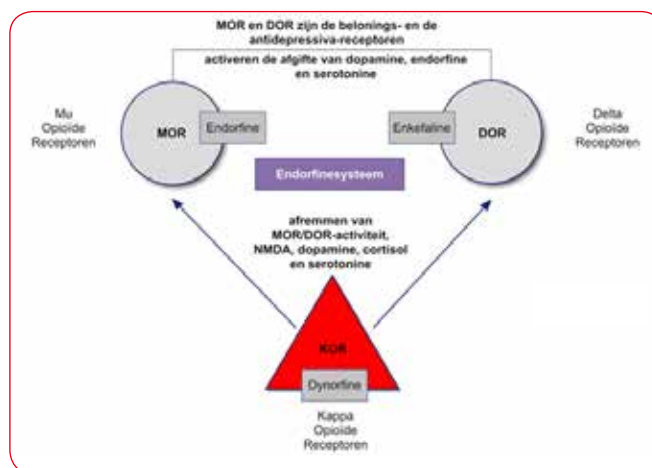 MOR en DOR zijn de belonings- en de
antidepressiva-receptoren
activeren de afgifte van dopamine, endorfine
en serotonine
Mu
Opioïde
Receptoren
MOR
Endorfine
Enkefaline
DOR
Delta
Opioïde
Receptoren
Endorfinesysteem
afremmen van
MOR/DOR-activiteit,
NMDA, dopamine, cortisol
en serotonine
KOR
Dynorfine
Kappa
Opioïde
Receptoren